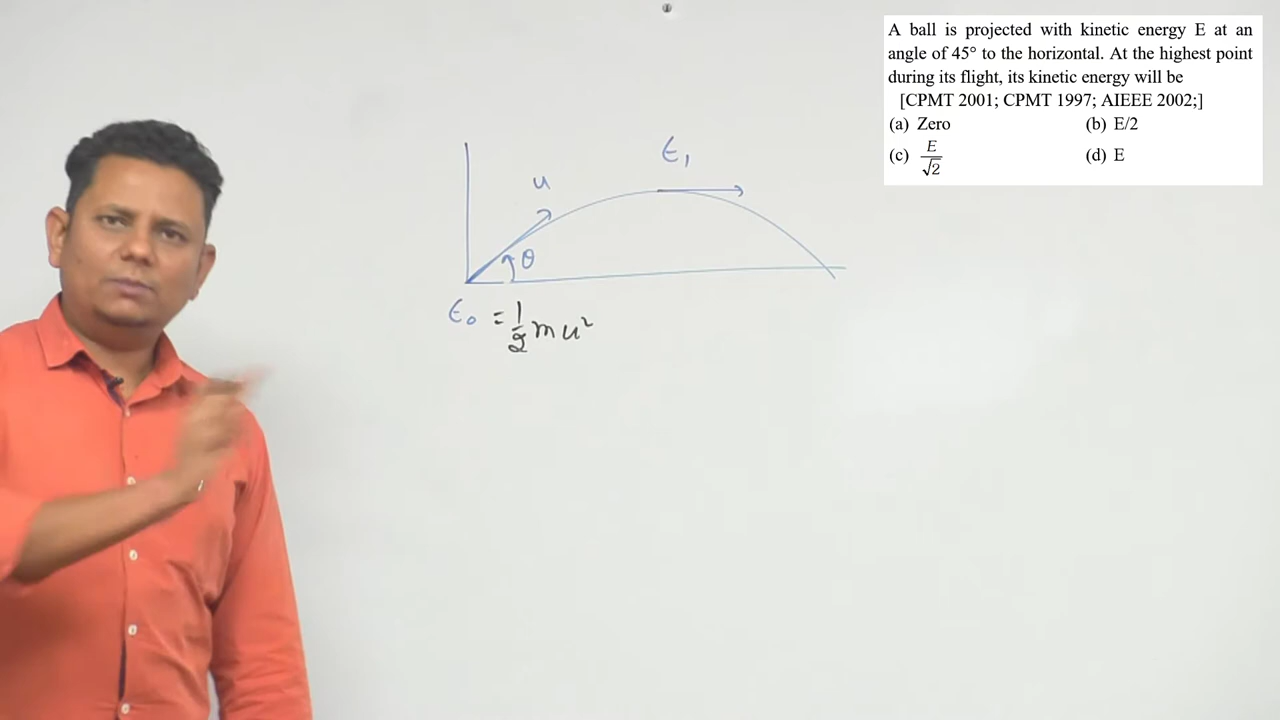 A ball is projected with kinetic energy E at an
angle of 45° to the horizontal. At the highest point
during its flight, its kinetic energy will be
[CPMT 2001; CPMT 1997; AIEEE 2002;]
(a) Zero (b) E/2
(c) E/√2 (d) E
E₁
u
θ
E₀ = 1/2 mu²